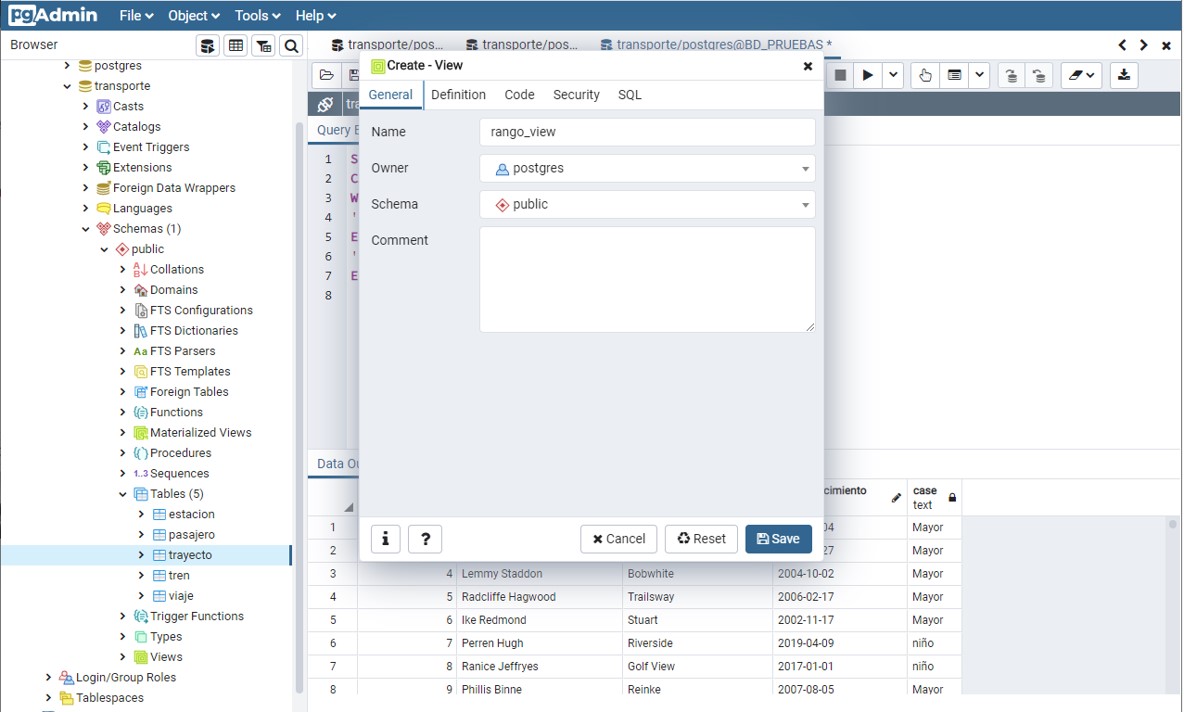 pgAdmin File Object Tools Help
Browser
transporte/pos... transporte/pos... transporte/postgres@BD_PRUEBAS *
postgres
transporte
Casts
Catalogs
Event Triggers
Extensions
Foreign Data Wrappers
Languages
Schemas (1)
public
Collations
Domains
FTS Configurations
FTS Dictionaries
FTS Parsers
FTS Templates
Foreign Tables
Functions
Materialized Views
Procedures
Sequences
Tables (5)
estacion
pasajero
trayecto
tren
viaje
Trigger Functions
Types
Views
Login/Group Roles
Tablespaces
Create - View
General Definition Code Security SQL
Name rango_view
Owner postgres
Schema public
Comment
i ? Cancel Reset Save
tra
Query E
1 S
2 C
3 W
4 '
5 E
6 '
7 E
8
Data Ou
cimiento case
text
1 04 Mayor
2 27 Mayor
3 4 Lemmy Staddon Bobwhite 2004-10-02 Mayor
4 5 Radcliffe Hagwood Trailsway 2006-02-17 Mayor
5 6 Ike Redmond Stuart 2002-11-17 Mayor
6 7 Perren Hugh Riverside 2019-04-09 niño
7 8 Ranice Jeffryes Golf View 2017-01-01 niño
8 9 Phillis Binne Reinke 2007-08-05 Mayor